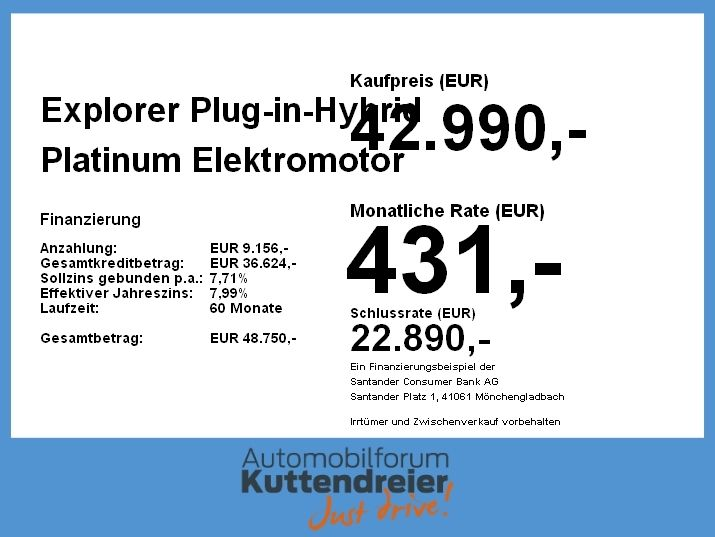 Kaufpreis (EUR)
Explorer Plug-in-Hybrid
42.990,-
Platinum Elektromotor
Monatliche Rate (EUR)
431,-
Finanzierung
Anzahlung: EUR 9.156,-
Gesamtkreditbetrag: EUR 36.624,-
Sollzins gebunden p.a.: 7,71%
Effektiver Jahreszins: 7,99%
Laufzeit: 60 Monate
Gesamtbetrag: EUR 48.750,-
Schlussrate (EUR)
22.890,-
Ein Finanzierungsbeispiel der
Santander Consumer Bank AG
Santander Platz 1, 41061 Mönchengladbach
Irrtümer und Zwischenverkauf vorbehalten
Automobilforum
Kuttendreier
Just drive!